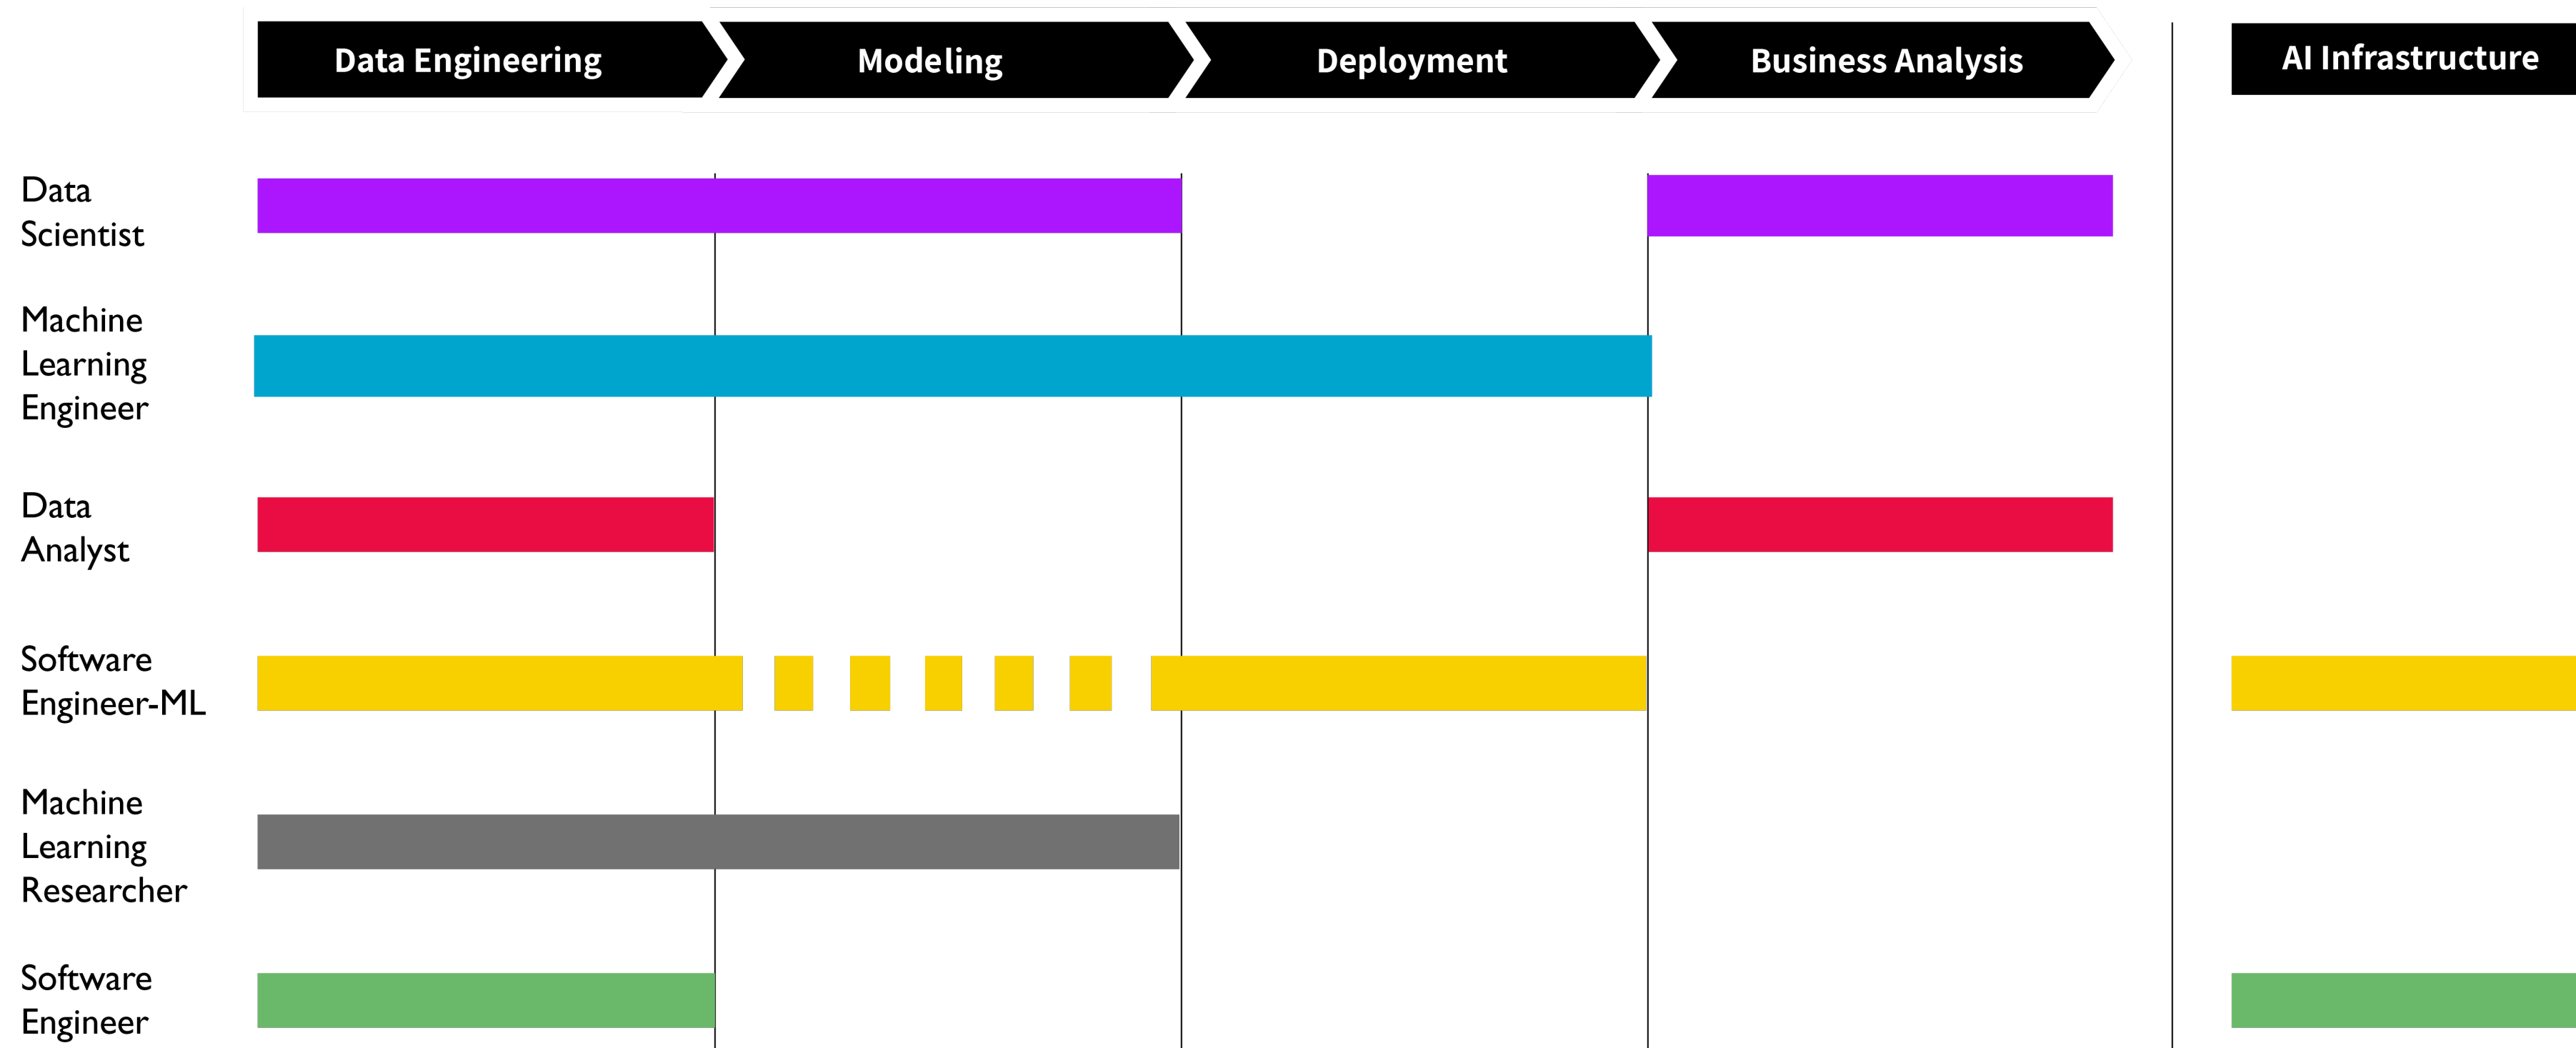 Data Engineering
Modeling
Deployment
Business Analysis
AI Infrastructure
Data
Scientist
Machine
Learning
Engineer
Data
Analyst
Software
Engineer-ML
Machine
Learning
Researcher
Software
Engineer